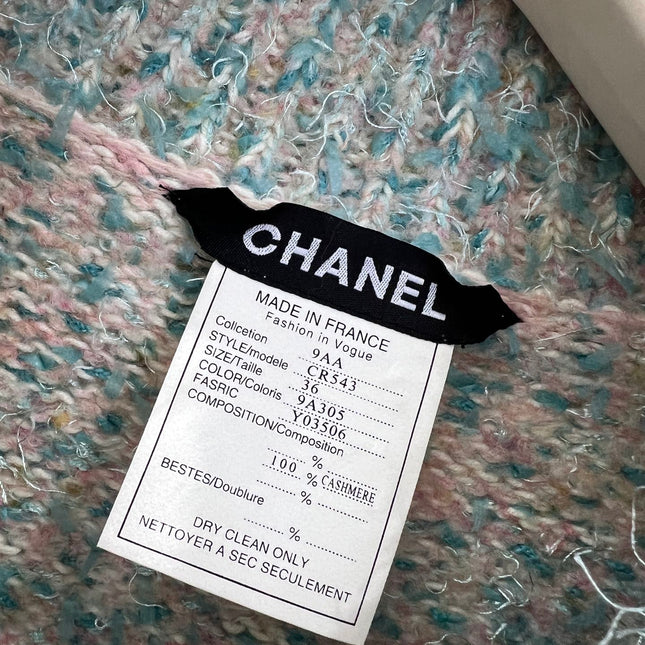 CHANEL
MADE IN FRANCE
Fashion in Vogue
Collcetion 9AA
STYLE/modele CR543
SIZE/Taille 36
COLOR/Coloris 9A305
FASRIC Y03506
COMPOSITION/Composition
%
100 % CASHMERE
BESTES/Doublure %
%
DRY CLEAN ONLY
NETTOYER A SEC SECULEMENT